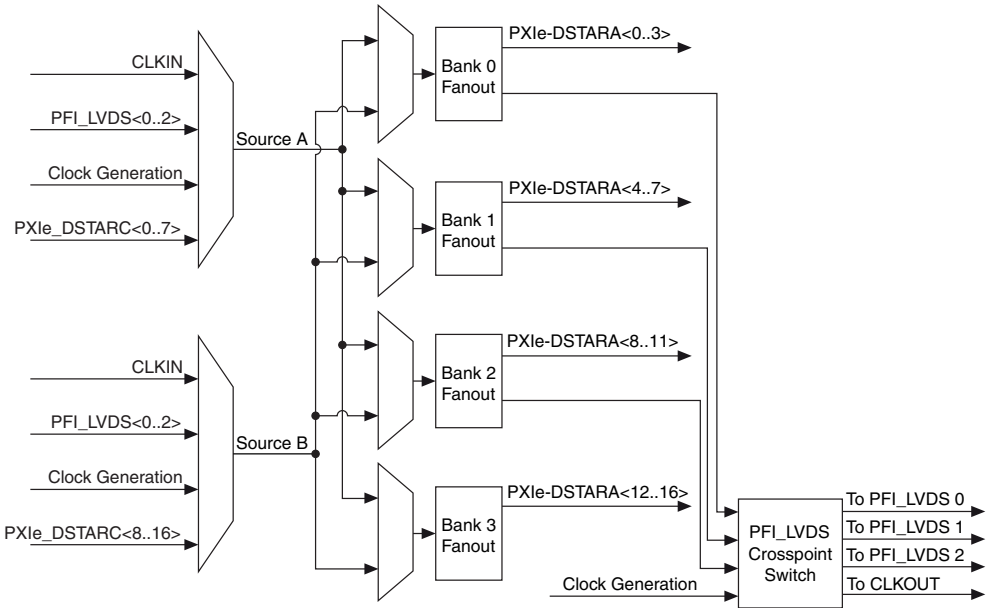 CLKIN
PFI_LVDS<0..2>
Clock Generation
PXIe_DSTARC<0..7>
Source A
CLKIN
PFI_LVDS<0..2>
Clock Generation
PXIe_DSTARC<8..16>
Source B
Bank 0
Fanout
PXIe-DSTARA<0..3>
Bank 1
Fanout
PXIe-DSTARA<4..7>
Bank 2
Fanout
PXIe-DSTARA<8..11>
Bank 3
Fanout
PXIe-DSTARA<12..16>
Clock Generation
PFI_LVDS
Crosspoint
Switch
To PFI_LVDS 0
To PFI_LVDS 1
To PFI_LVDS 2
To CLKOUT